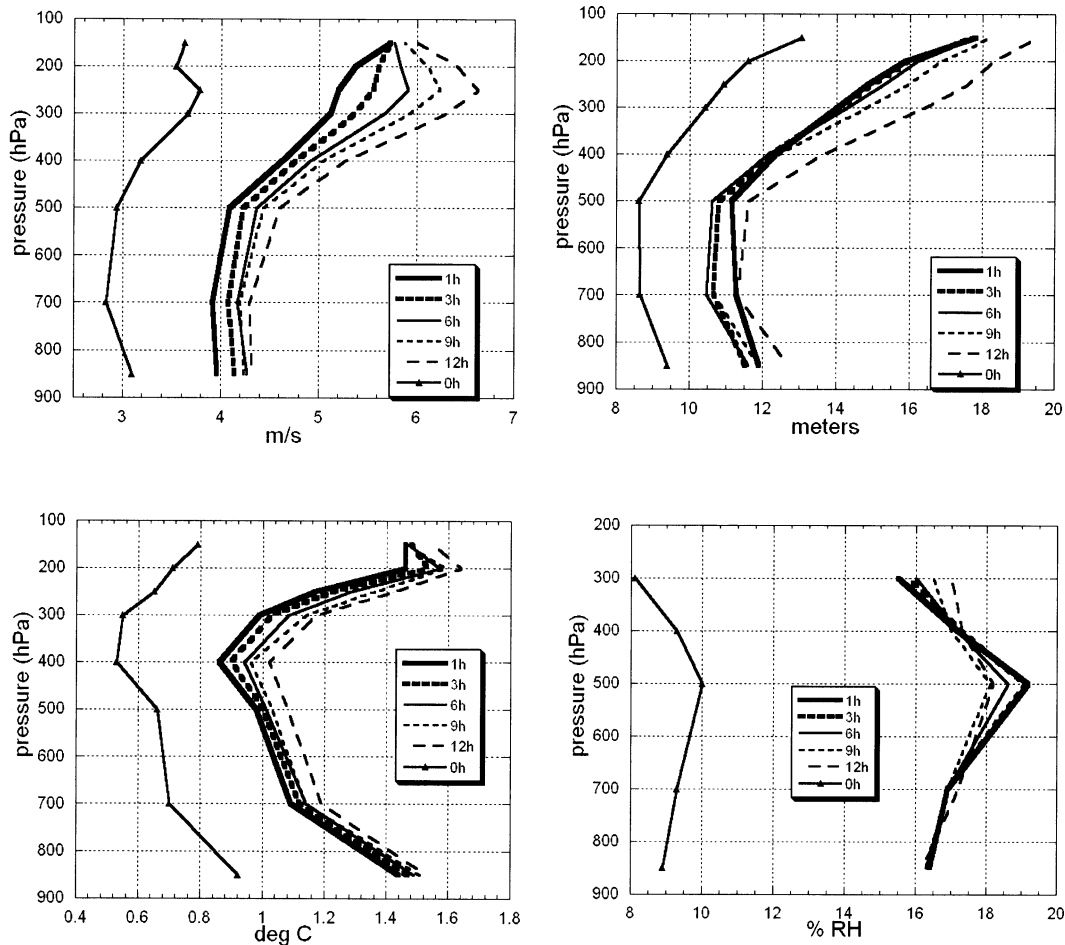 100
200
300
400
500
600
700
800
900
pressure (hPa)
3 4 5 6 7
m/s
1h
3h
6h
9h
12h
0h
100
200
300
400
500
600
700
800
900
pressure (hPa)
8 10 12 14 16 18 20
meters
1h
3h
6h
9h
12h
0h
100
200
300
400
500
600
700
800
900
pressure (hPa)
0.4 0.6 0.8 1 1.2 1.4 1.6 1.8
deg C
1h
3h
6h
9h
12h
0h
200
300
400
500
600
700
800
900
pressure (hPa)
8 10 12 14 16 18 20
% RH
1h
3h
6h
9h
12h
0h